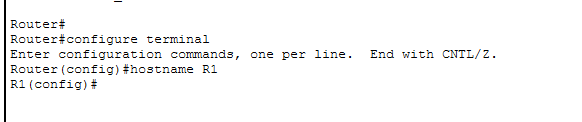 Router#
Router#configure terminal
Enter configuration commands, one per line.  End with CNTL/Z.
Router(config)#hostname R1
R1(config)#